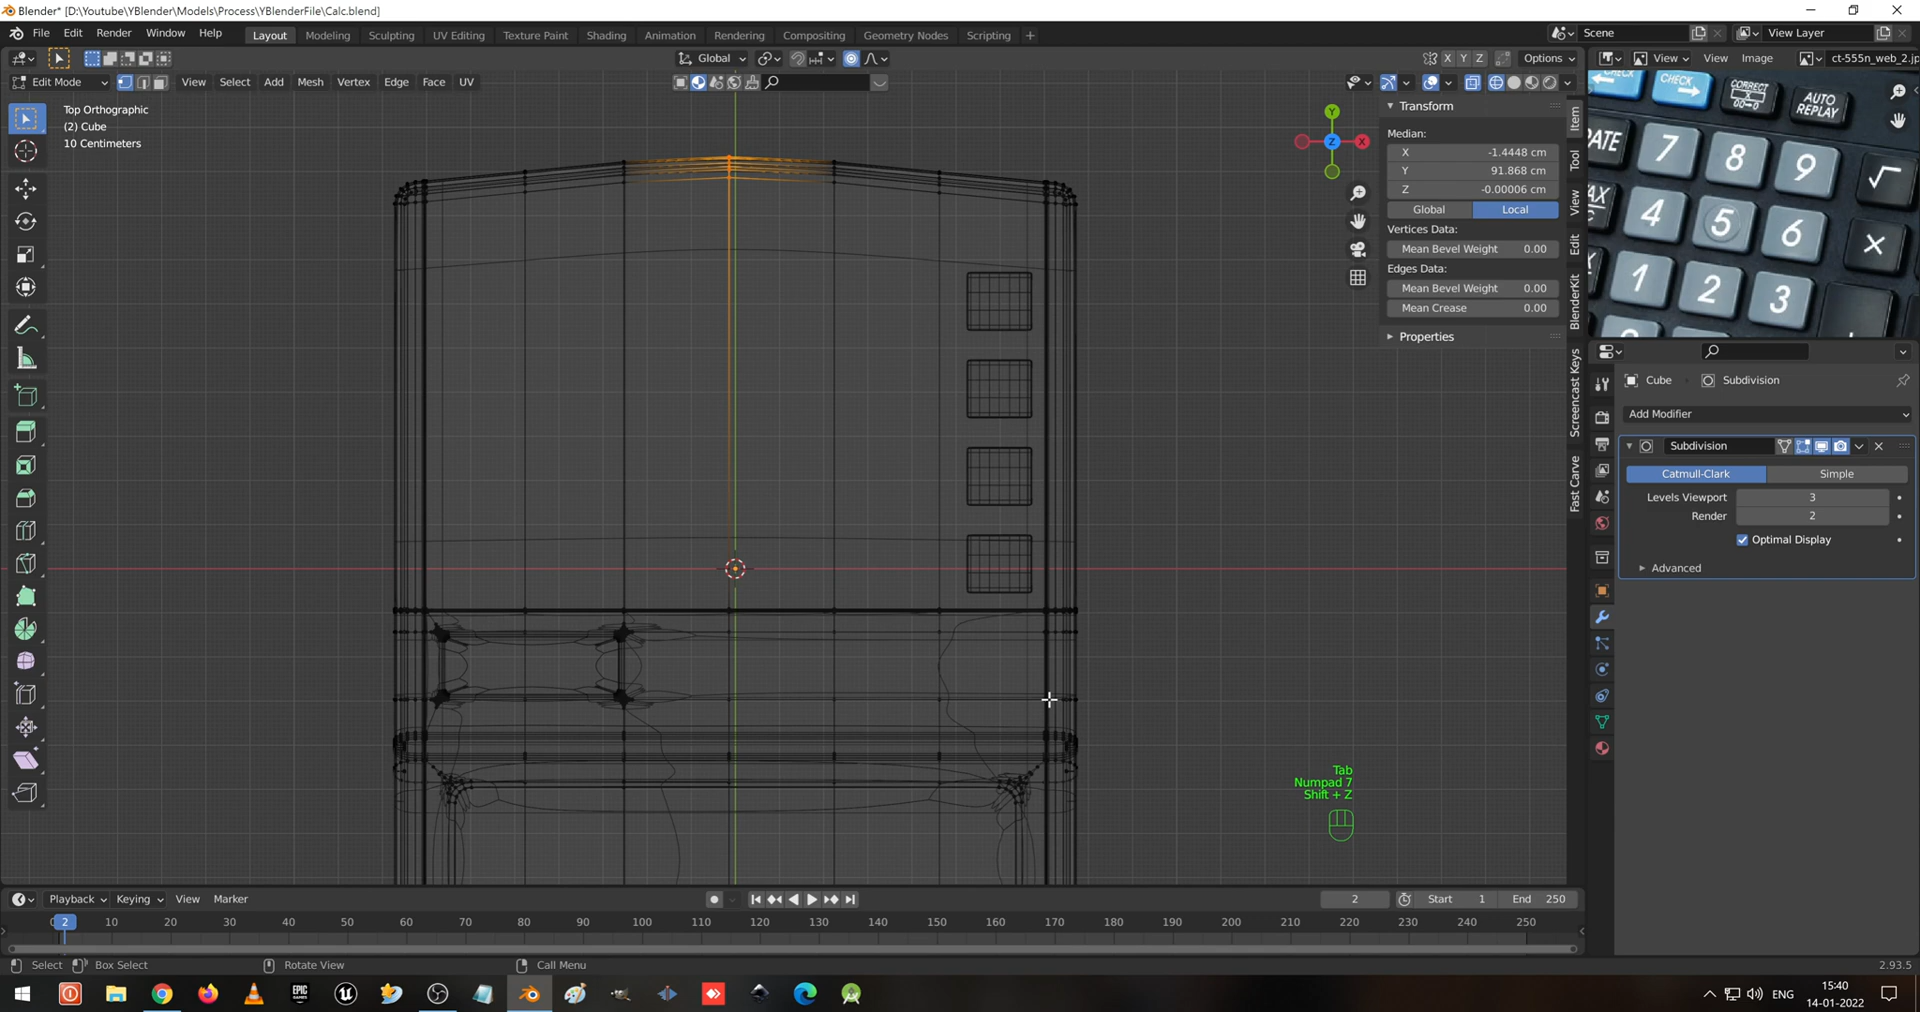 Blender* [D:\Youtube\YBlender\Models\Process\YBlenderFile\Calc.blend]
File Edit Render Window Help Layout Modeling Sculpting UV Editing Texture Paint Shading Animation Rendering Compositing Geometry Nodes Scripting + Scene View Layer
Global Options X Y Z View View Image ct-555n_web_2.jp
Edit Mode View Select Add Mesh Vertex Edge Face UV
Top Orthographic
(2) Cube
10 Centimeters
Y
Z
X
Transform
Median:
X -1.4448 cm
Y 91.868 cm
Z -0.00006 cm
Global Local
Vertices Data:
Mean Bevel Weight 0.00
Edges Data:
Mean Bevel Weight 0.00
Mean Crease 0.00
Properties
Item
Tool
View
Edit
BlenderKit
Screencast Keys
Fast Carve
CHECK CHECK CORRECT
00→0
AUTO
REPLAY
7 8 9 √
4 5 6 ×
1 2 3
Cube Subdivision
Add Modifier
Subdivision
Catmull-Clark Simple
Levels Viewport 3
Render 2
Optimal Display
Advanced
Tab
Numpad 7
Shift + Z
Playback Keying View Marker 2 Start 1 End 250
2 10 20 30 40 50 60 70 80 90 100 110 120 130 140 150 160 170 180 190 200 210 220 230 240 250
Select Box Select Rotate View Call Menu 2.93.5
EPIC
GAMES
ENG
15:40
14-01-2022